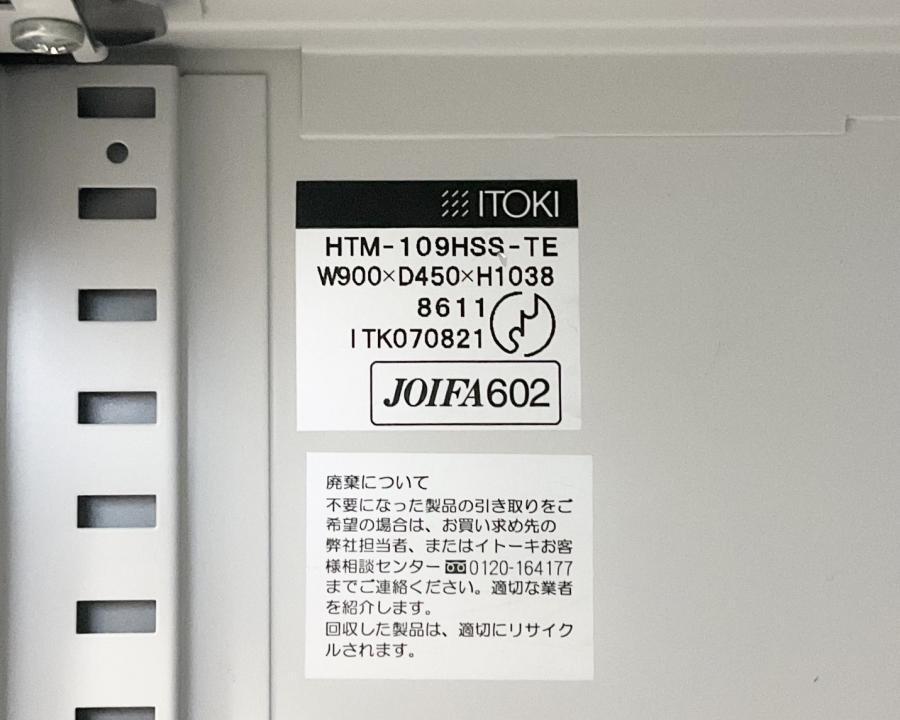 ITOKI
HTM-109HSS-TE
W900×D450×H1038
8611
ITK070821
JOIFA602
廃棄について
不要になった製品の引き取りをご
希望の場合は、お買い求め先の
弊社担当者、またはイトーキお客
様相談センター 0120-164177
までご連絡ください。適切な業者
を紹介します。
回収した製品は、適切にリサイク
ルされます。